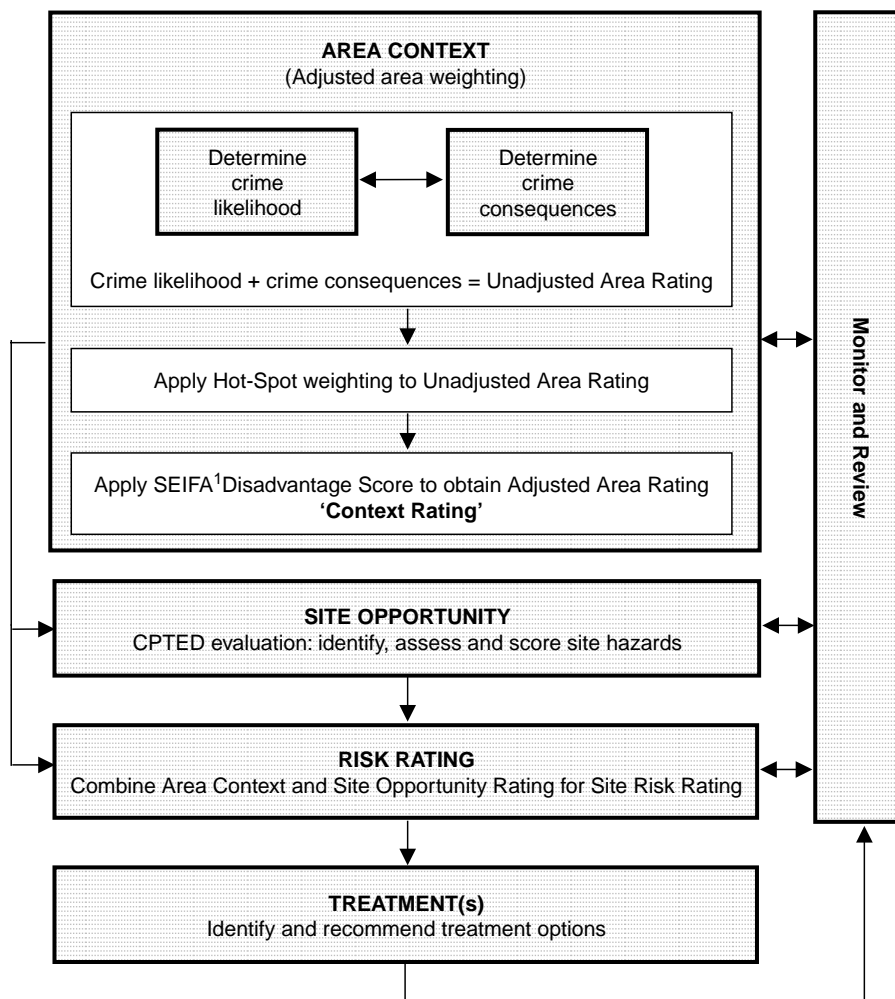 AREA CONTEXT
(Adjusted area weighting)
Determine
crime
likelihood
Determine
crime
consequences
Crime likelihood + crime consequences = Unadjusted Area Rating
Apply Hot-Spot weighting to Unadjusted Area Rating
Apply SEIFA¹Disadvantage Score to obtain Adjusted Area Rating
‘Context Rating’
SITE OPPORTUNITY
CPTED evaluation: identify, assess and score site hazards
RISK RATING
Combine Area Context and Site Opportunity Rating for Site Risk Rating
TREATMENT(s)
Identify and recommend treatment options
Monitor and Review